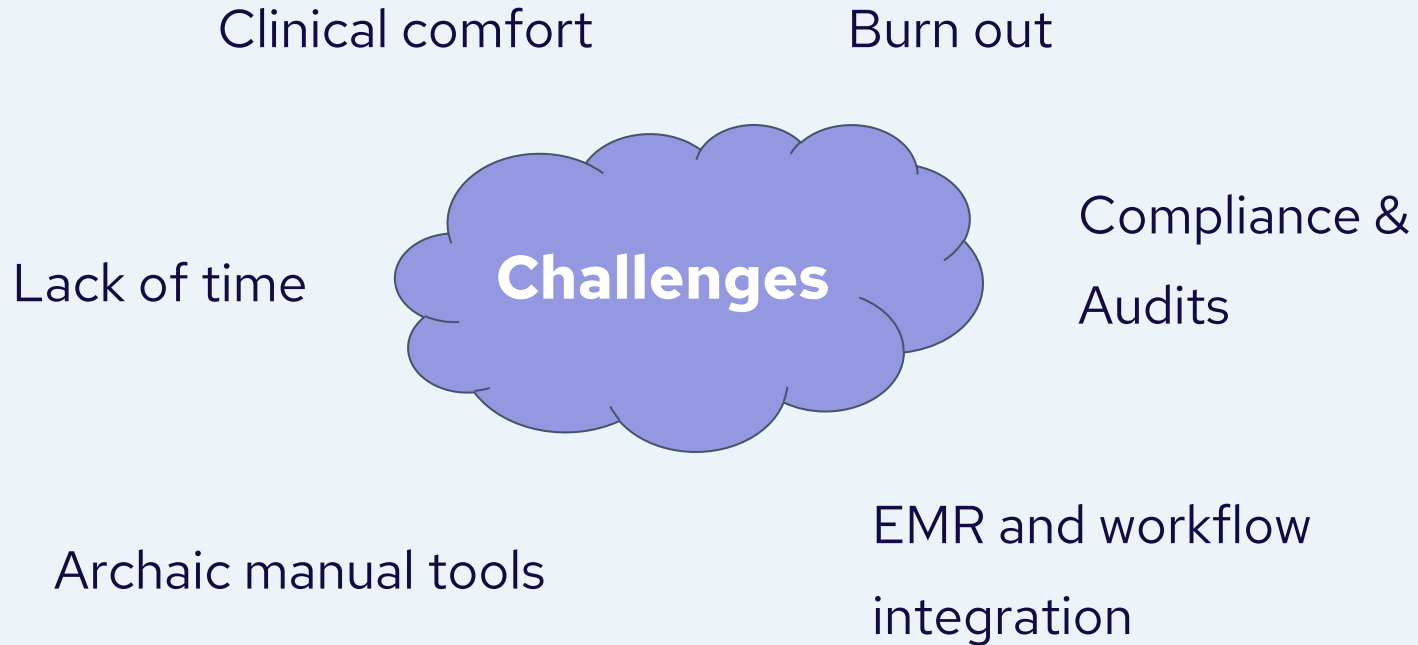 Clinical comfort
Burn out
Compliance &
Audits
Lack of time
Challenges
EMR and workflow
integration
Archaic manual tools